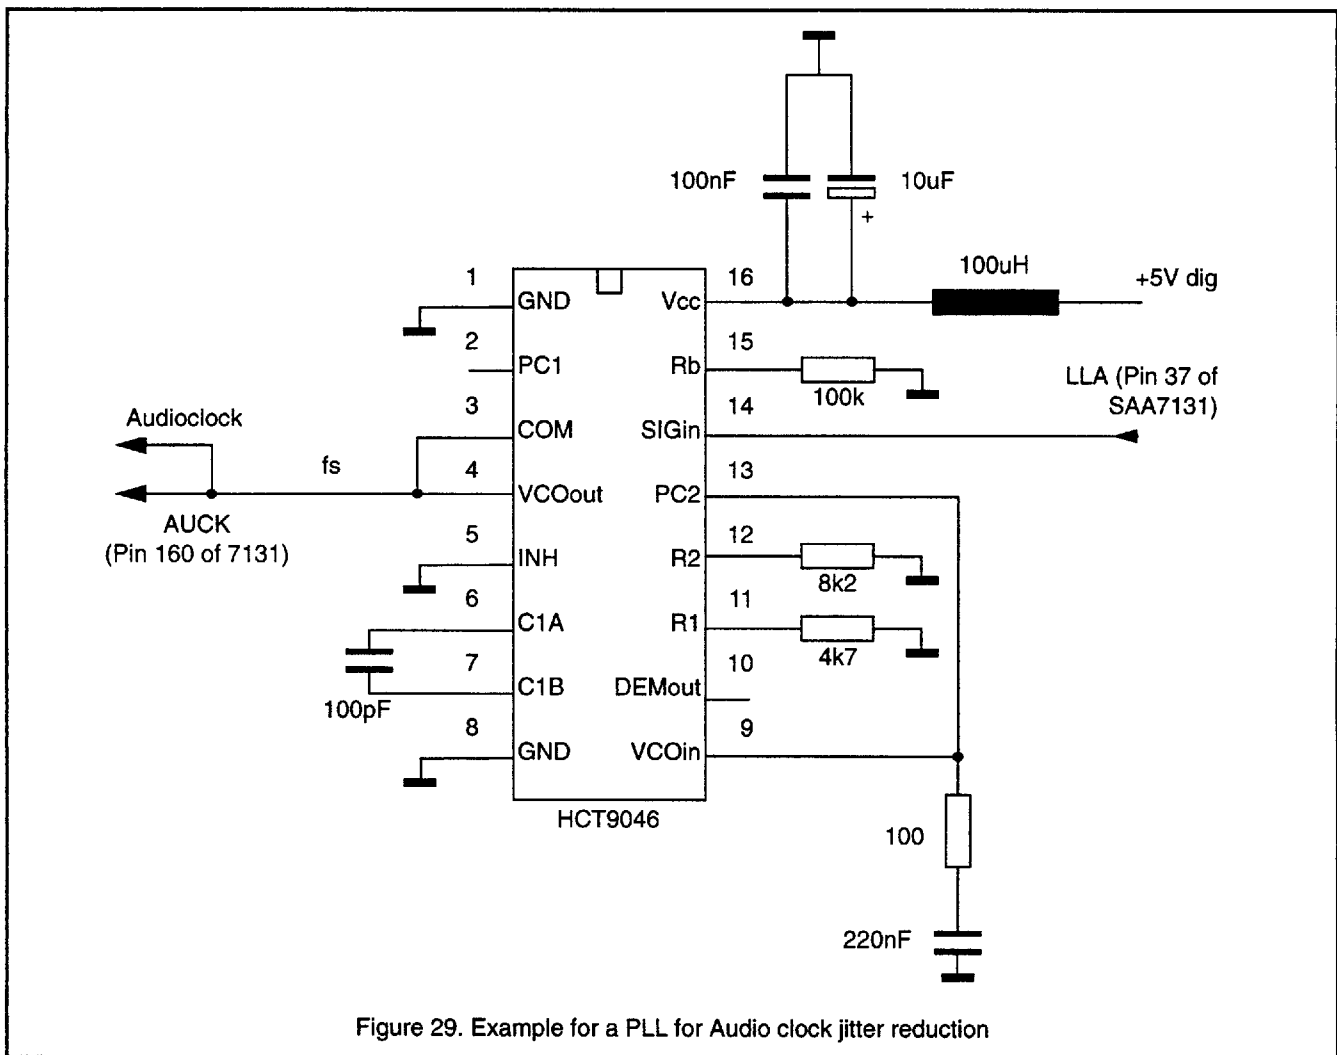 100nF
10uF
+
100uH
+5V dig
1
GND
Vcc
16
2
PC1
Rb
15
100k
LLA (Pin 37 of
SAA7131)
3
COM
SIGin
14
Audioclock
fs
4
VCOout
PC2
13
AUCK
(Pin 160 of 7131)
5
INH
R2
12
8k2
6
C1A
R1
11
4k7
7
C1B
DEMout
10
100pF
8
GND
VCOin
9
HCT9046
100
220nF
Figure 29. Example for a PLL for Audio clock jitter reduction